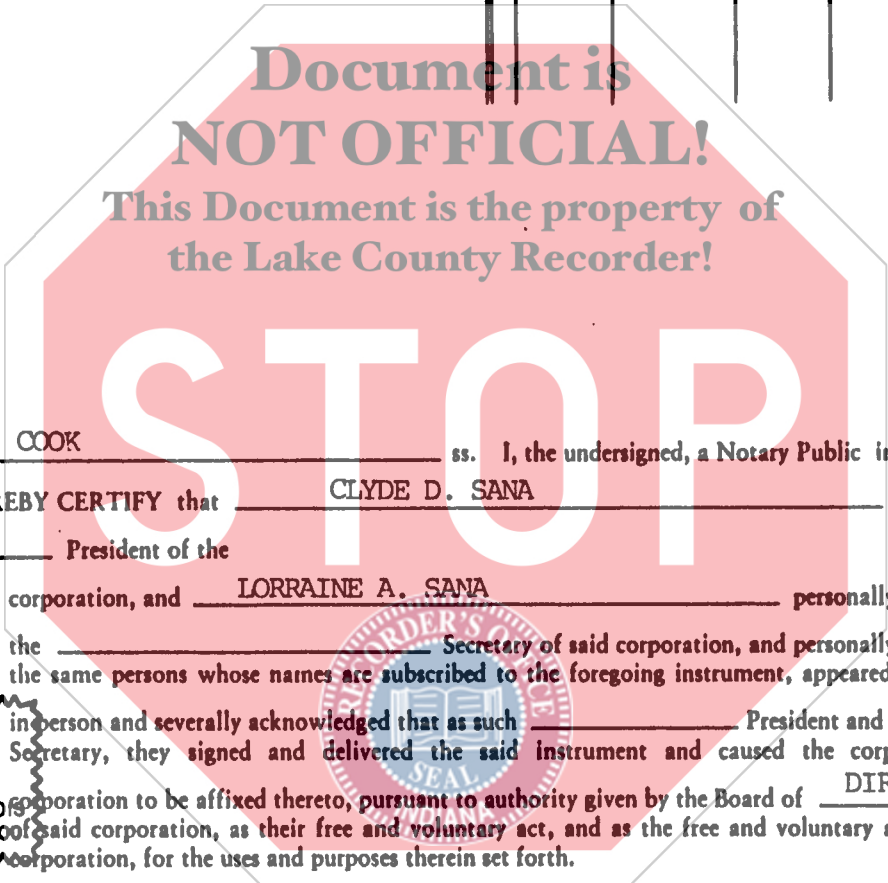 Document is
NOT OFFICIAL!
This Document is the property of
the Lake County Recorder!
STOP
COOK ss. I, the undersigned, a Notary Public
EBY CERTIFY that CLYDE D. SANA
President of the
corporation, and LORRAINE A. SANA personally
the Secretary of said corporation, and personally
the same persons whose names are subscribed to the foregoing instrument, appeared
in person and severally acknowledged that as such President and
Secretary, they signed and delivered the said instrument and caused the corp
corporation to be affixed thereto, pursuant to authority given by the Board of DIR
of said corporation, as their free and voluntary act, and as the free and voluntary
corporation, for the uses and purposes therein set forth.
RECORDER'S OFFICE
SEAL
INDIANA